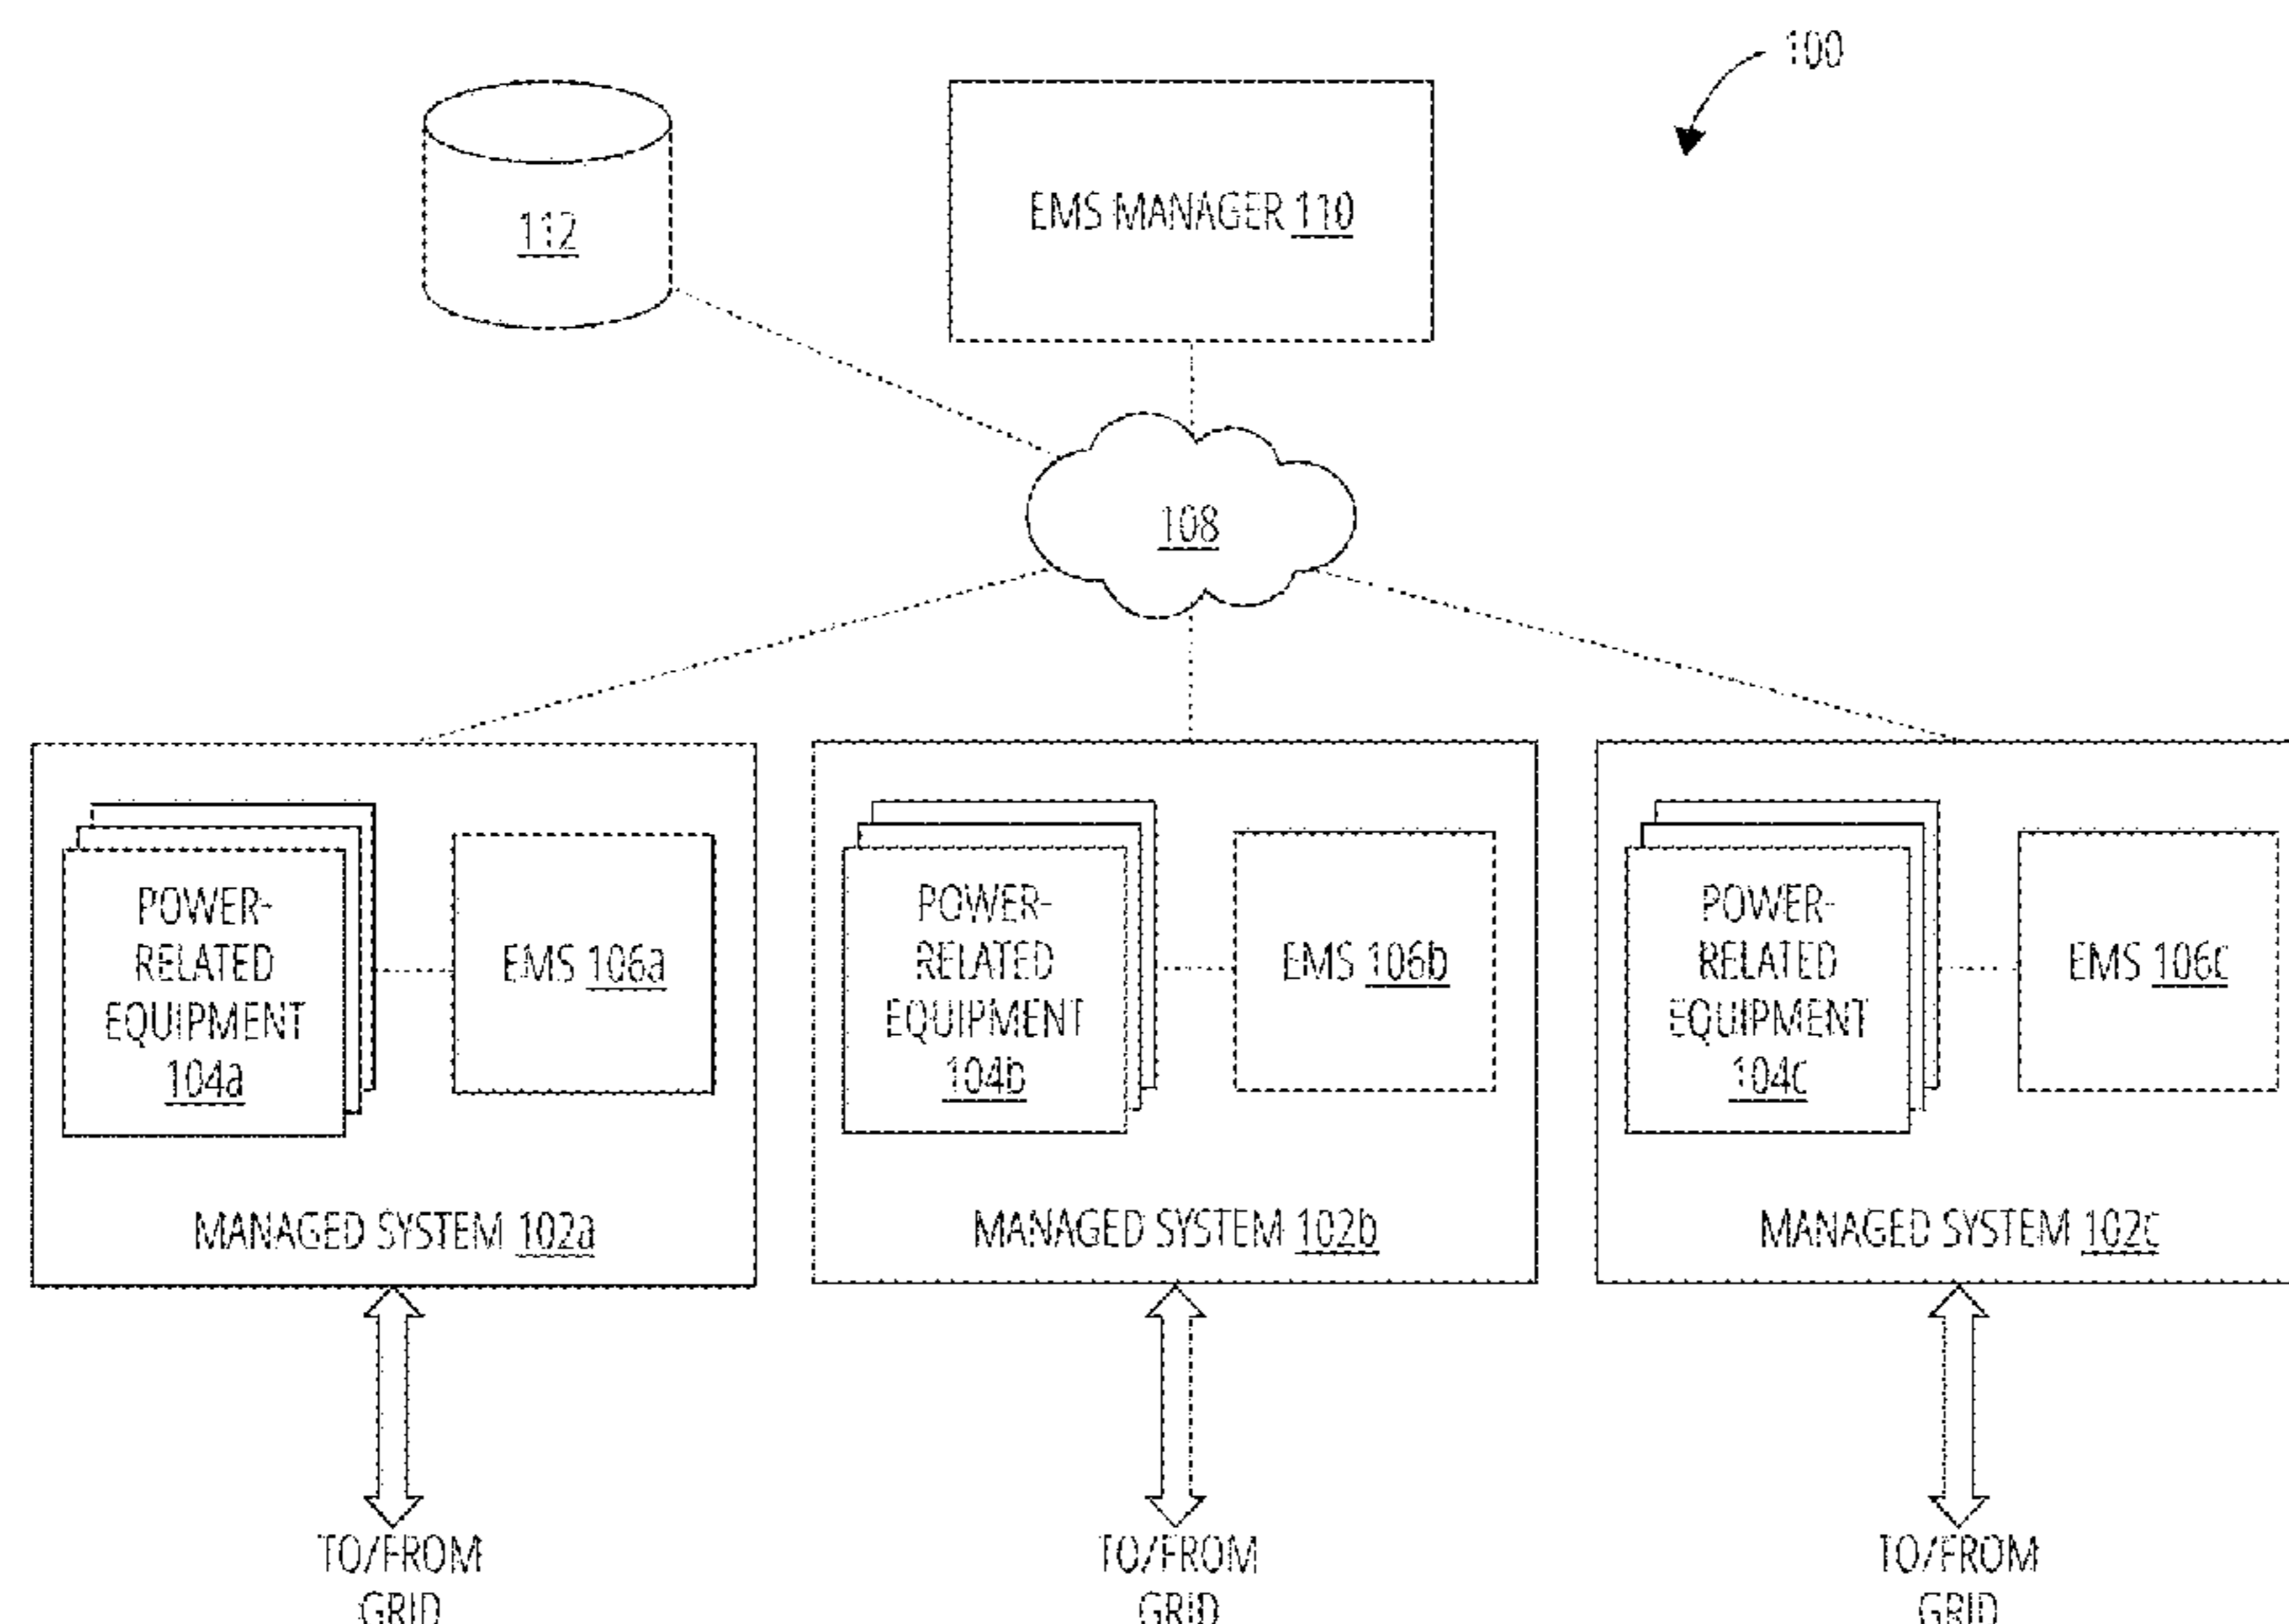 100
112
EMS MANAGER 110
108
POWER-
RELATED
EQUIPMENT
104a
EMS 106a
MANAGED SYSTEM 102a
POWER-
RELATED
EQUIPMENT
104b
EMS 106b
MANAGED SYSTEM 102b
POWER-
RELATED
EQUIPMENT
104c
EMS 106c
MANAGED SYSTEM 102c
TO/FROM
GRID
TO/FROM
GRID
TO/FROM
GRID